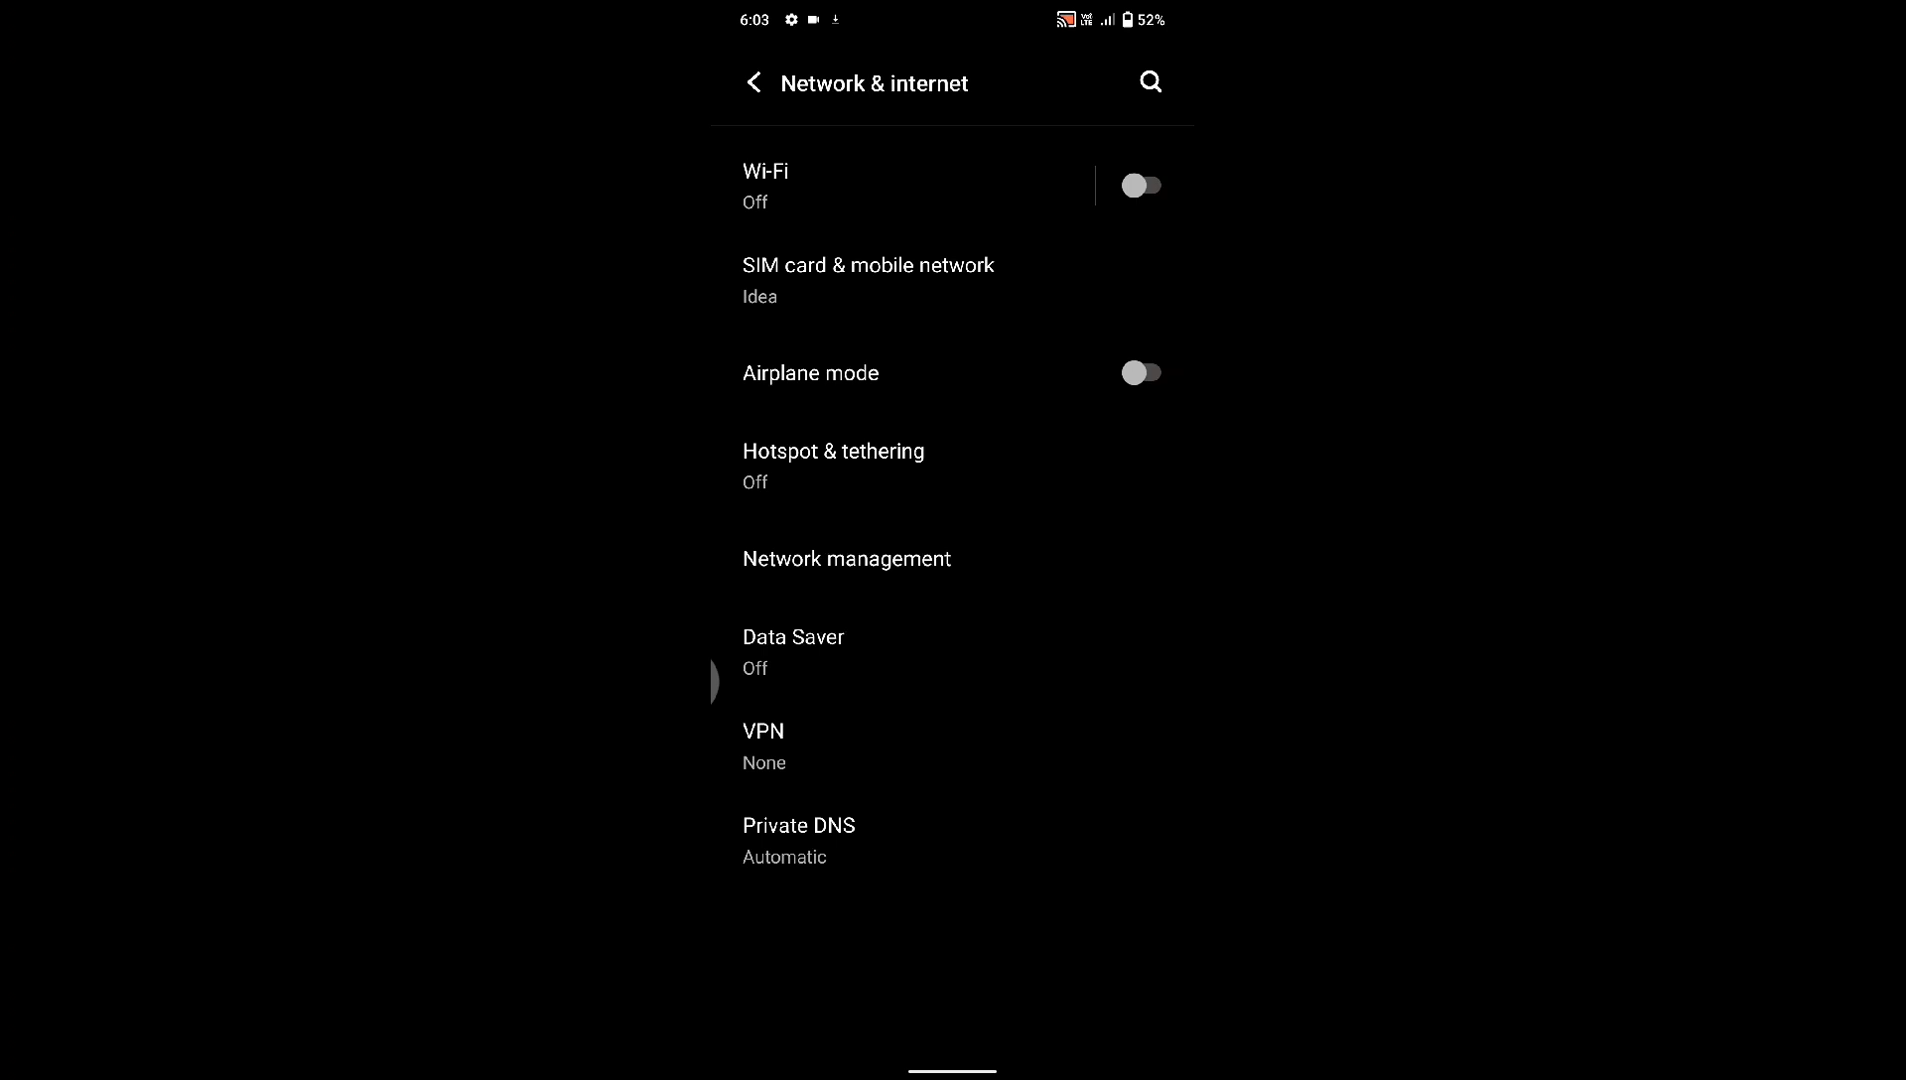 6:03 52%
Network & internet
Wi-Fi
Off
SIM card & mobile network
Idea
Airplane mode
Hotspot & tethering
Off
Network management
Data Saver
Off
VPN
None
Private DNS
Automatic